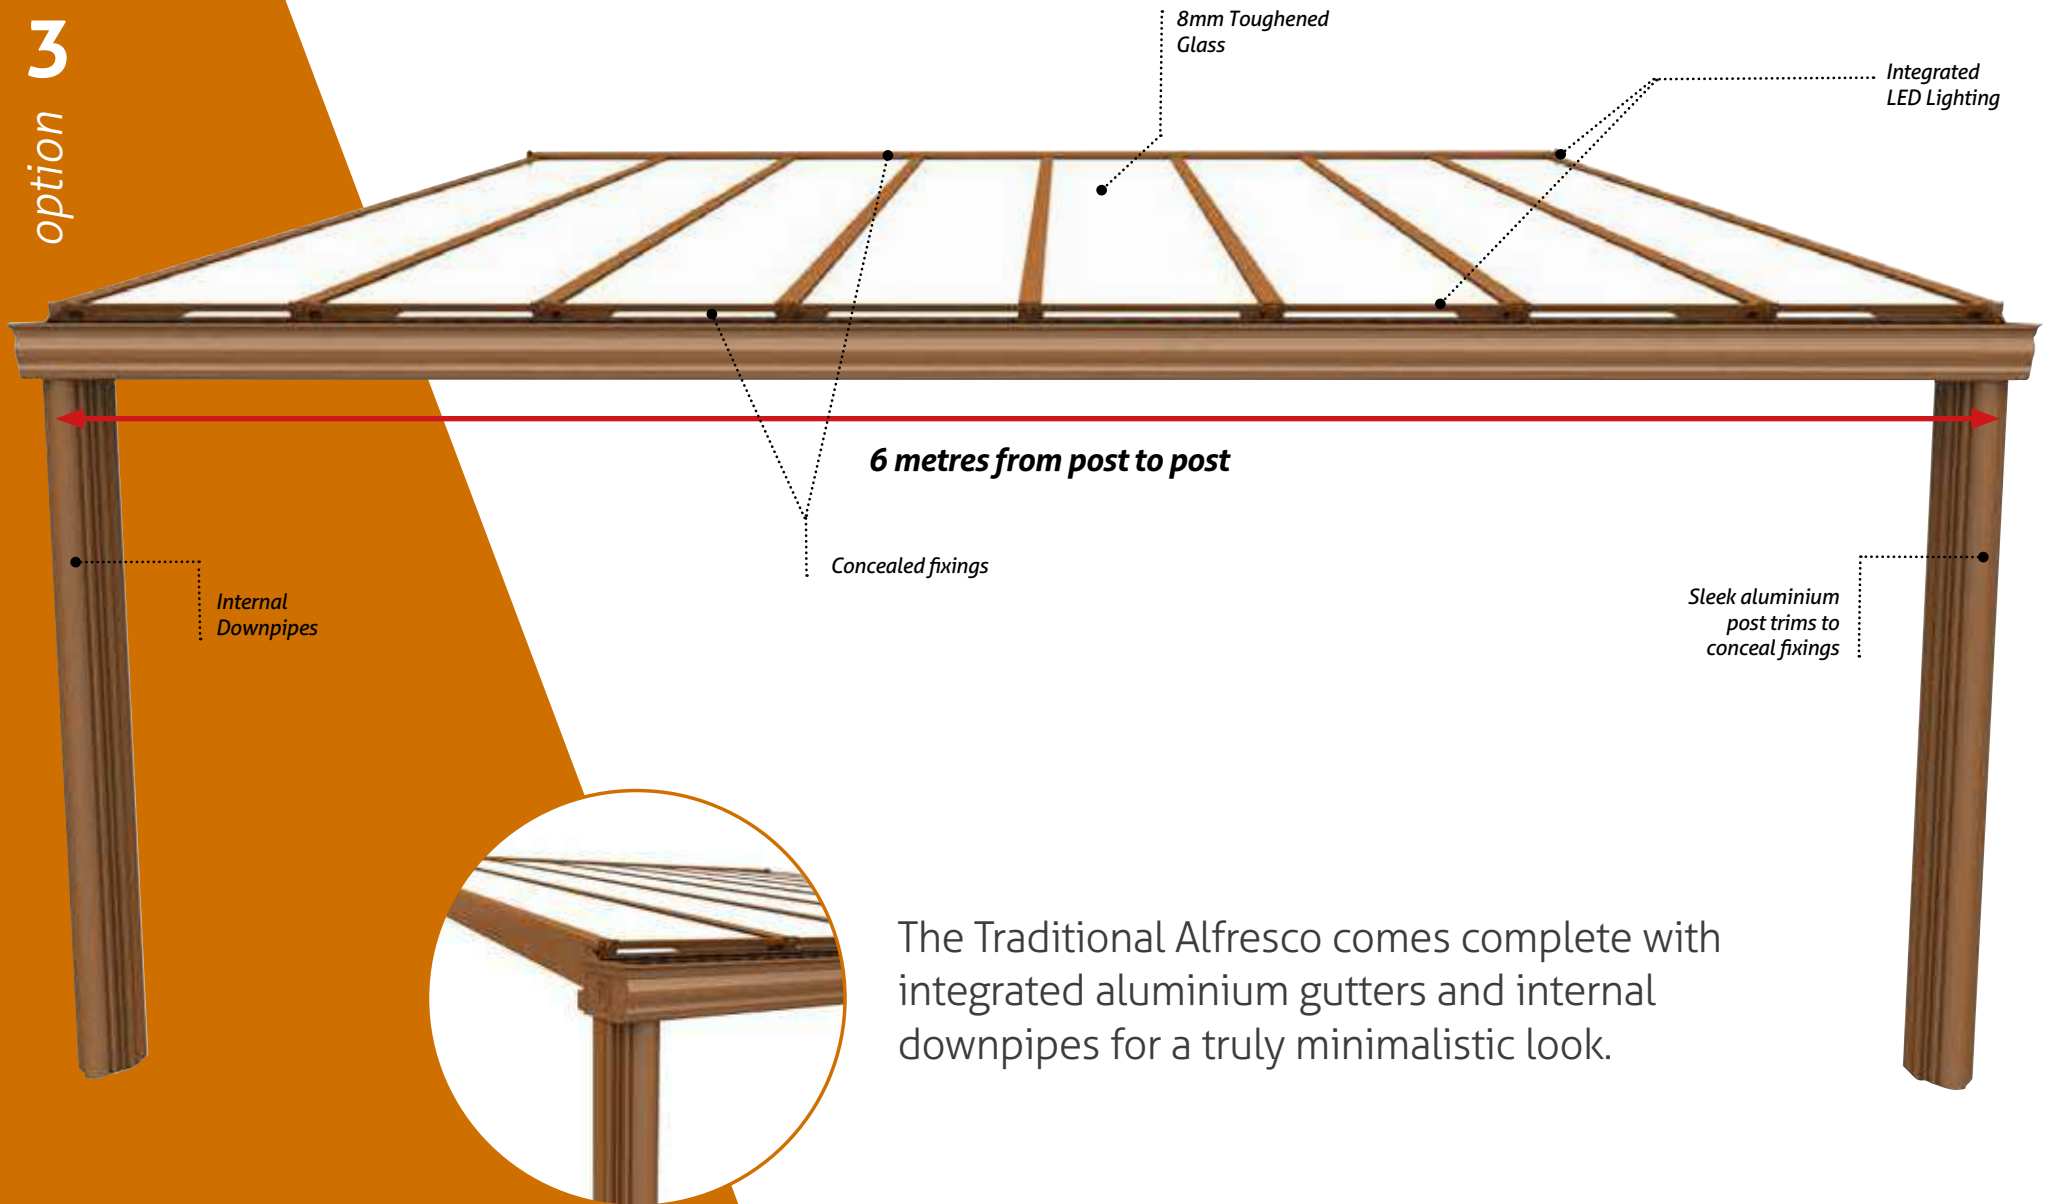 option 3
8mm Toughened
Glass
Integrated
LED Lighting
6 metres from post to post
Concealed fixings
Internal
Downpipes
Sleek aluminium
post trims to
conceal fixings
The Traditional Alfresco comes complete with
integrated aluminium gutters and internal
downpipes for a truly minimalistic look.